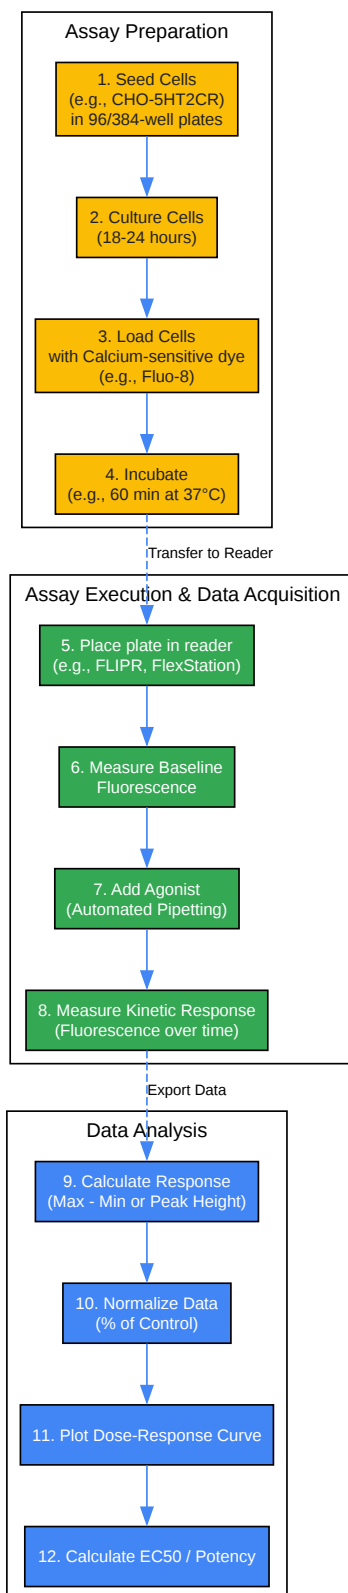 Assay Preparation
1. Seed Cells
(e.g., CHO-5HT2CR)
in 96/384-well plates
2. Culture Cells
(18-24 hours)
3. Load Cells
with Calcium-sensitive dye
(e.g., Fluo-8)
4. Incubate
(e.g., 60 min at 37°C)
Transfer to Reader
Assay Execution & Data Acquisition
5. Place plate in reader
(e.g., FLIPR, FlexStation)
6. Measure Baseline
Fluorescence
7. Add Agonist
(Automated Pipetting)
8. Measure Kinetic Response
(Fluorescence over time)
Export Data
Data Analysis
9. Calculate Response
(Max - Min or Peak Height)
10. Normalize Data
(% of Control)
11. Plot Dose-Response Curve
12. Calculate EC50 / Potency